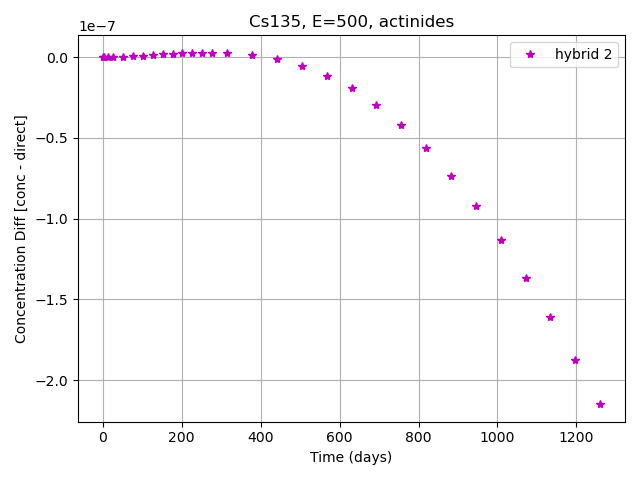 Cs135, E=500, actinides
1e−7
hybrid 2
0.0
−0.5
−1.0
−1.5
−2.0
Concentration Diff [conc - direct]
0 200 400 600 800 1000 1200
Time (days)